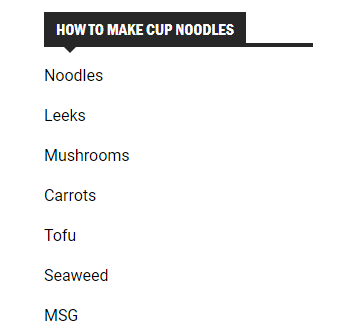 HOW TO MAKE CUP NOODLES
Noodles
Leeks
Mushrooms
Carrots
Tofu
Seaweed
MSG